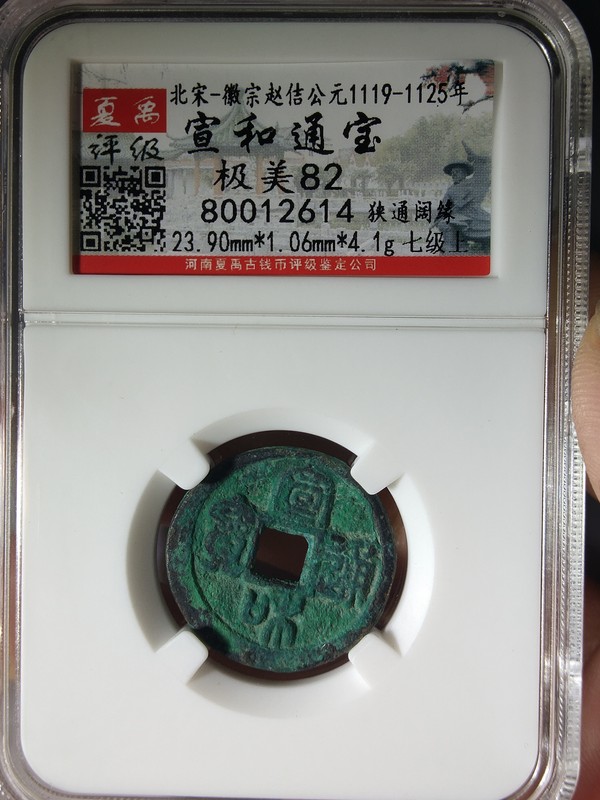 夏禹
评级
北宋-徽宗赵佶公元1119-1125年
宣和通宝
极美82
80012614 狭通阔缘
23.90mm*1.06mm*4.1g 七级上
河南夏禹古钱币评级鉴定公司
宣
和
通
寳